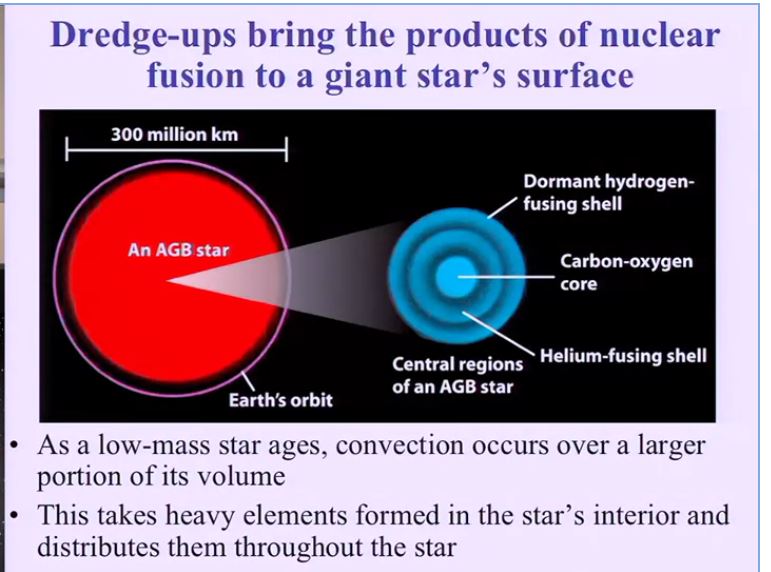 Dredge-ups bring the products of nuclear
fusion to a giant star's surface
300 million km
An AGB star
Earth's orbit
Dormant hydrogen-
fusing shell
Carbon-oxygen
core
Helium-fusing shell
Central regions
of an AGB star
• As a low-mass star ages, convection occurs over a larger
portion of its volume
• This takes heavy elements formed in the star's interior and
distributes them throughout the star